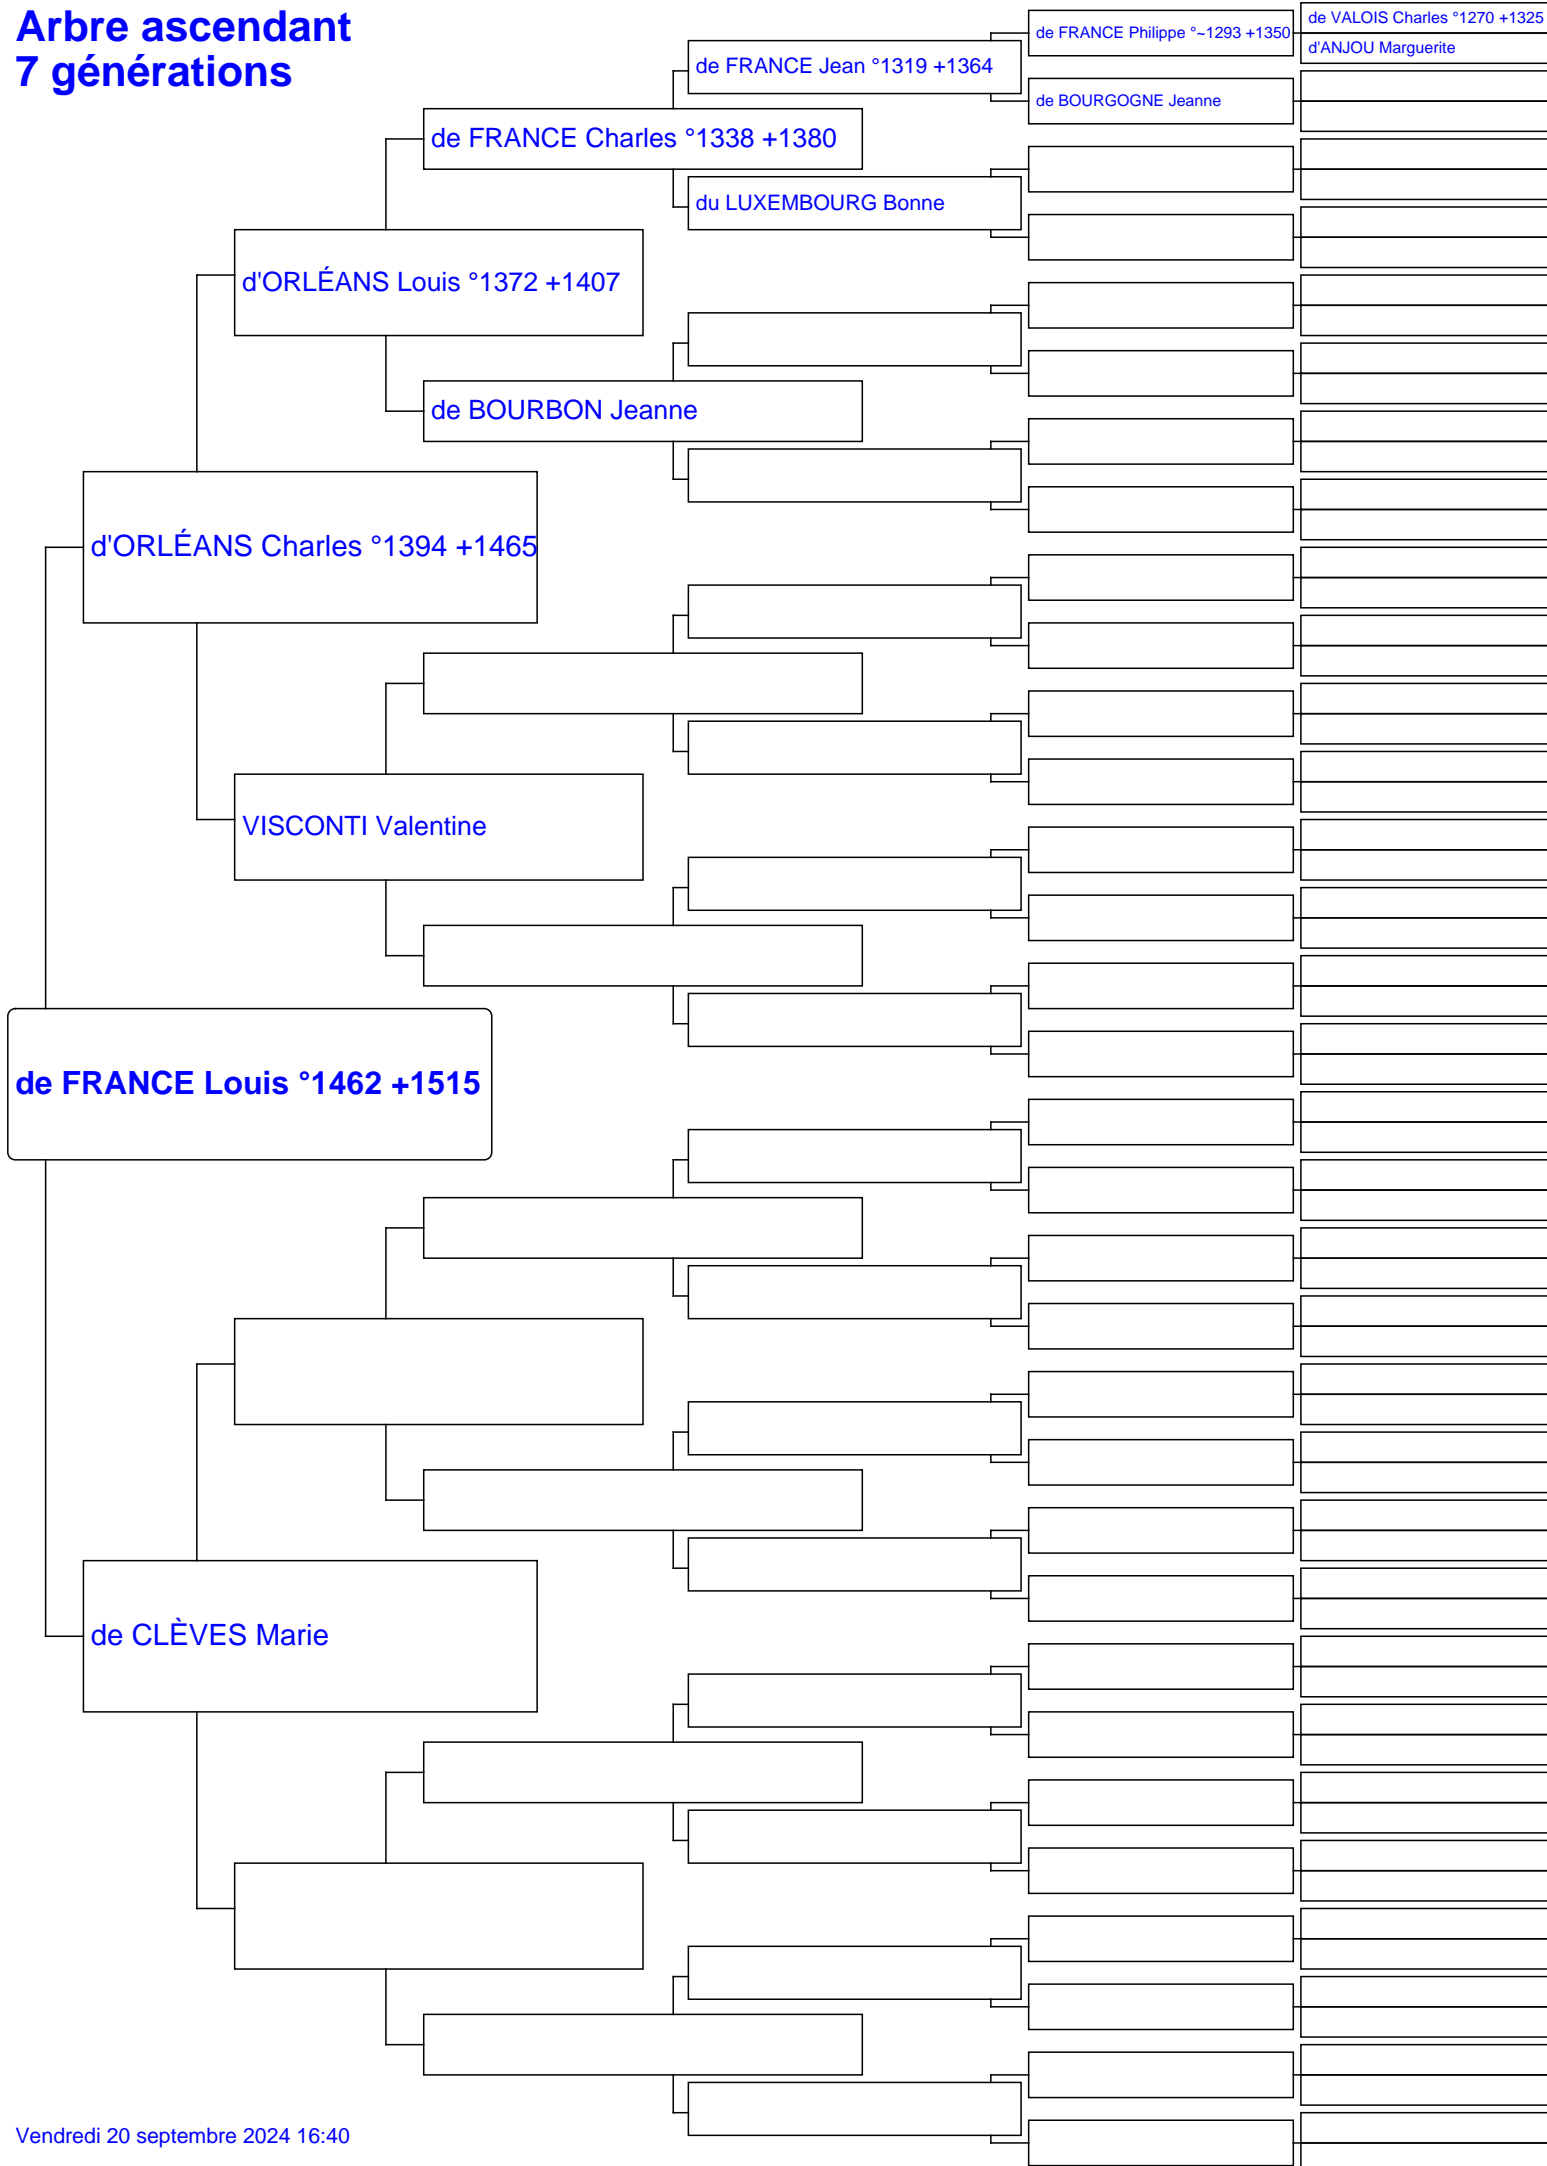 Arbre ascendant
7 générations
de VALOIS Charles °1270 +1325
de FRANCE Philippe °~1293 +1350
d'ANJOU Marguerite
de FRANCE Jean °1319 +1364
de BOURGOGNE Jeanne
de FRANCE Charles °1338 +1380
du LUXEMBOURG Bonne
d'ORLÉANS Louis °1372 +1407
de BOURBON Jeanne
d'ORLÉANS Charles °1394 +1465
VISCONTI Valentine
de FRANCE Louis °1462 +1515
de CLÈVES Marie
Vendredi 20 septembre 2024 16:40